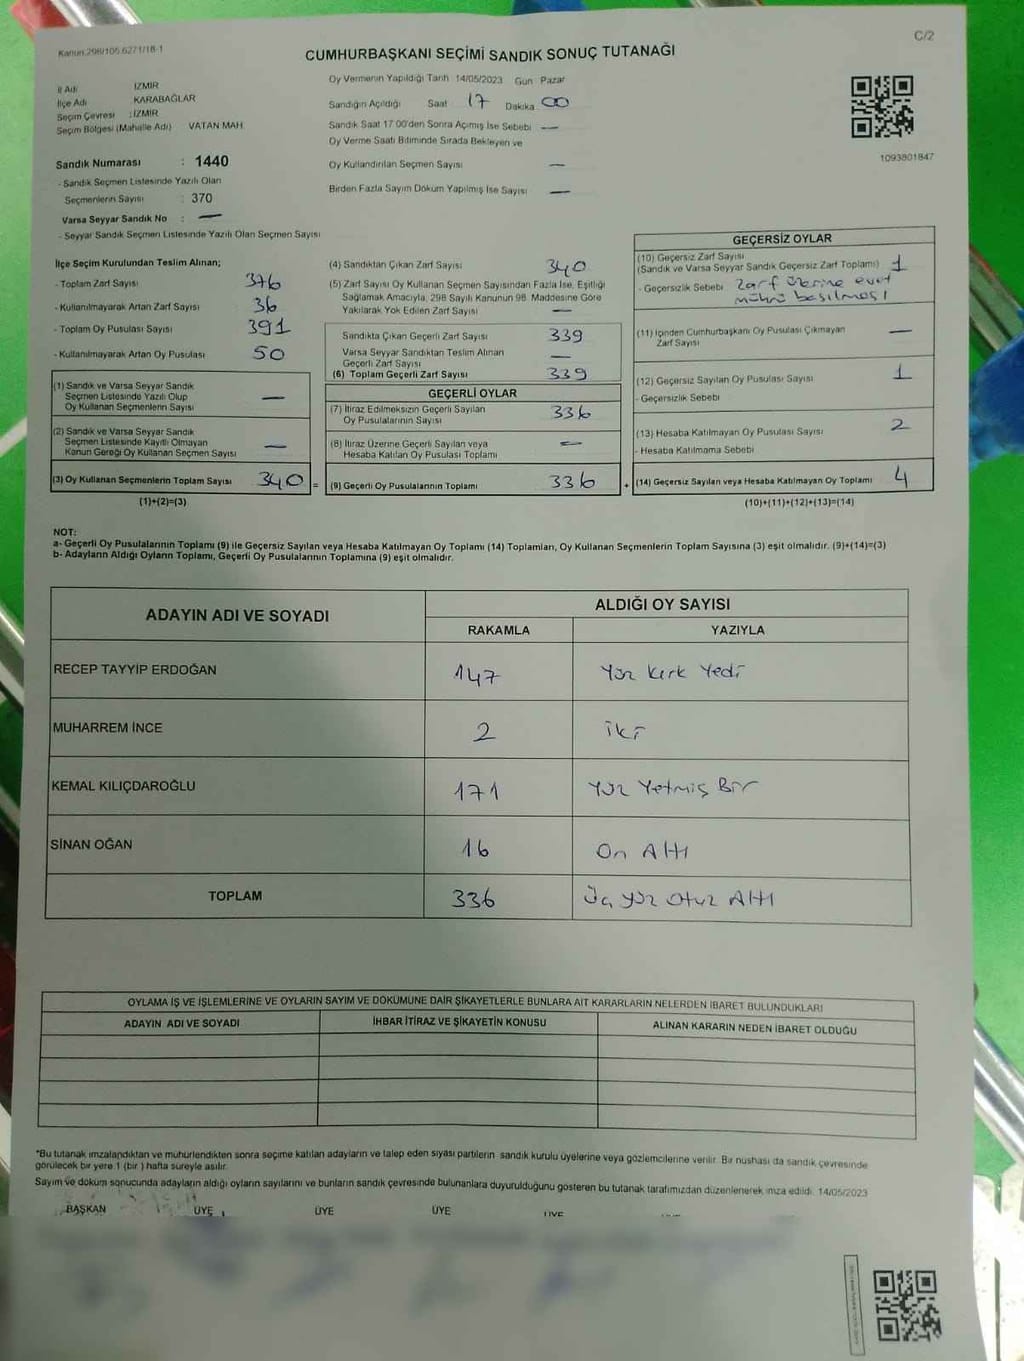 Kanun:298/105,6271/18-1
C/2
CUMHURBAŞKANI SEÇİMİ SANDIK SONUÇ TUTANAĞI
İl Adı İZMİR
İlçe Adı KARABAĞLAR
Seçim Çevresi : İZMİR
Seçim Bölgesi (Mahalle Adı) VATAN MAH
Sandık Numarası : 1440
- Sandık Seçmen Listesinde Yazılı Olan
Seçmenlerin Sayısı : 370
Varsa Seyyar Sandık No : —
- Seyyar Sandık Seçmen Listesinde Yazılı Olan Seçmen Sayısı
Oy Vermenin Yapıldığı Tarih 14/05/2023 Gün Pazar
Sandığın Açıldığı Saat 17 Dakika 00
Sandık Saat 17.00'den Sonra Açılmış İse Sebebi —
Oy Verme Saati Bitiminde Sırada Bekleyen ve
Oy Kullandırılan Seçmen Sayısı —
Birden Fazla Sayım Döküm Yapılmış İse Sayısı —
1093801847
İlçe Seçim Kurulundan Teslim Alınan;
- Toplam Zarf Sayısı 376
- Kullanılmayarak Artan Zarf Sayısı 36
- Toplam Oy Pusulası Sayısı 391
- Kullanılmayarak Artan Oy Pusulası 50
(1) Sandık ve Varsa Seyyar Sandık
Seçmen Listesinde Yazılı Olup
Oy Kullanan Seçmenlerin Sayısı —
(2) Sandık ve Varsa Seyyar Sandık
Seçmen Listesinde Kayıtlı Olmayan
Kanun Gereği Oy Kullanan Seçmen Sayısı —
(3) Oy Kullanan Seçmenlerin Toplam Sayısı 340 =
(1)+(2)=(3)
(4) Sandıktan Çıkan Zarf Sayısı 340
(5) Zarf Sayısı Oy Kullanan Seçmen Sayısından Fazla İse, Eşitliği
Sağlamak Amacıyla, 298 Sayılı Kanunun 98. Maddesine Göre
Yakılarak Yok Edilen Zarf Sayısı —
Sandıkta Çıkan Geçerli Zarf Sayısı 339
Varsa Seyyar Sandıktan Teslim Alınan
Geçerli Zarf Sayısı —
(6) Toplam Geçerli Zarf Sayısı 339
GEÇERLİ OYLAR
(7) İtiraz Edilmeksizin Geçerli Sayılan
Oy Pusulalarının Sayısı 336
(8) İtiraz Üzerine Geçerli Sayılan veya
Hesaba Katılan Oy Pusulası Toplamı —
(9) Geçerli Oy Pusulalarının Toplamı 336 +
GEÇERSİZ OYLAR
(10) Geçersiz Zarf Sayısı
(Sandık ve Varsa Seyyar Sandık Geçersiz Zarf Toplamı) 1
- Geçersizlik Sebebi Zarf üzerine evet
mührü basılması
(11) İçinden Cumhurbaşkanı Oy Pusulası Çıkmayan
Zarf Sayısı —
(12) Geçersiz Sayılan Oy Pusulası Sayısı 1
- Geçersizlik Sebebi
(13) Hesaba Katılmayan Oy Pusulası Sayısı 2
- Hesaba Katılmama Sebebi
(14) Geçersiz Sayılan veya Hesaba Katılmayan Oy Toplamı 4
(10)+(11)+(12)+(13)=(14)
NOT:
a- Geçerli Oy Pusulalarının Toplamı (9) ile Geçersiz Sayılan veya Hesaba Katılmayan Oy Toplamı (14) Toplamları, Oy Kullanan Seçmenlerin Toplam Sayısına (3) eşit olmalıdır. (9)+(14)=(3)
b- Adayların Aldığı Oyların Toplamı, Geçerli Oy Pusulalarının Toplamına (9) eşit olmalıdır.
ADAYIN ADI VE SOYADI ALDIĞI OY SAYISI
RAKAMLA YAZIYLA
RECEP TAYYİP ERDOĞAN 147 Yüz Kırk Yedi
MUHARREM İNCE 2 iki
KEMAL KILIÇDAROĞLU 171 Yüz Yetmiş Bir
SİNAN OĞAN 16 On Altı
TOPLAM 336 Üç yüz Otuz Altı
OYLAMA İŞ VE İŞLEMLERİNE VE OYLARIN SAYIM VE DÖKÜMÜNE DAİR ŞİKAYETLERLE BUNLARA AİT KARARLARIN NELERDEN İBARET BULUNDUKLARI
ADAYIN ADI VE SOYADI İHBAR İTİRAZ VE ŞİKAYETİN KONUSU ALINAN KARARIN NEDEN İBARET OLDUĞU
*Bu tutanak imzalandıktan ve mühürlendikten sonra seçime katılan adayların ve talep eden siyasi partilerin sandık kurulu üyelerine veya gözlemcilerine verilir. Bir nüshası da sandık çevresinde
görülecek bir yere 1 (bir ) hafta süreyle asılır.
Sayım ve döküm sonucunda adayların aldığı oyların sayılarını ve bunların sandık çevresinde bulunanlara duyurulduğunu gösteren bu tutanak tarafımızdan düzenlenerek imza edildi. 14/05/2023
BAŞKAN ÜYE ÜYE ÜYE ÜYE